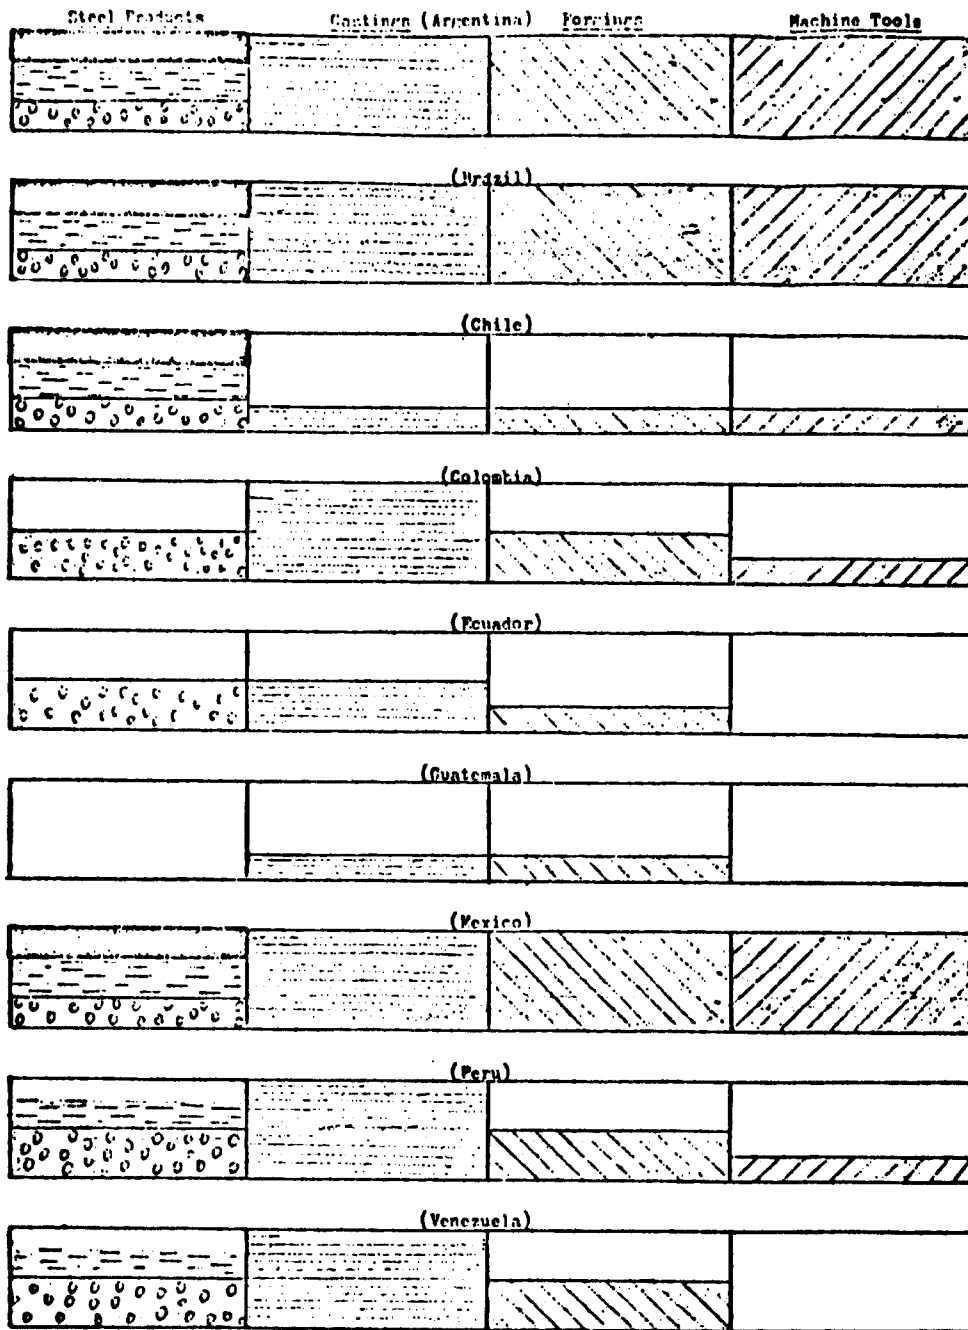 Steel Products Castings (Argentina) Forgings Machine Tools
(Brazil)
(Chile)
(Colombia)
(Ecuador)
(Guatemala)
(Mexico)
(Peru)
(Venezuela)